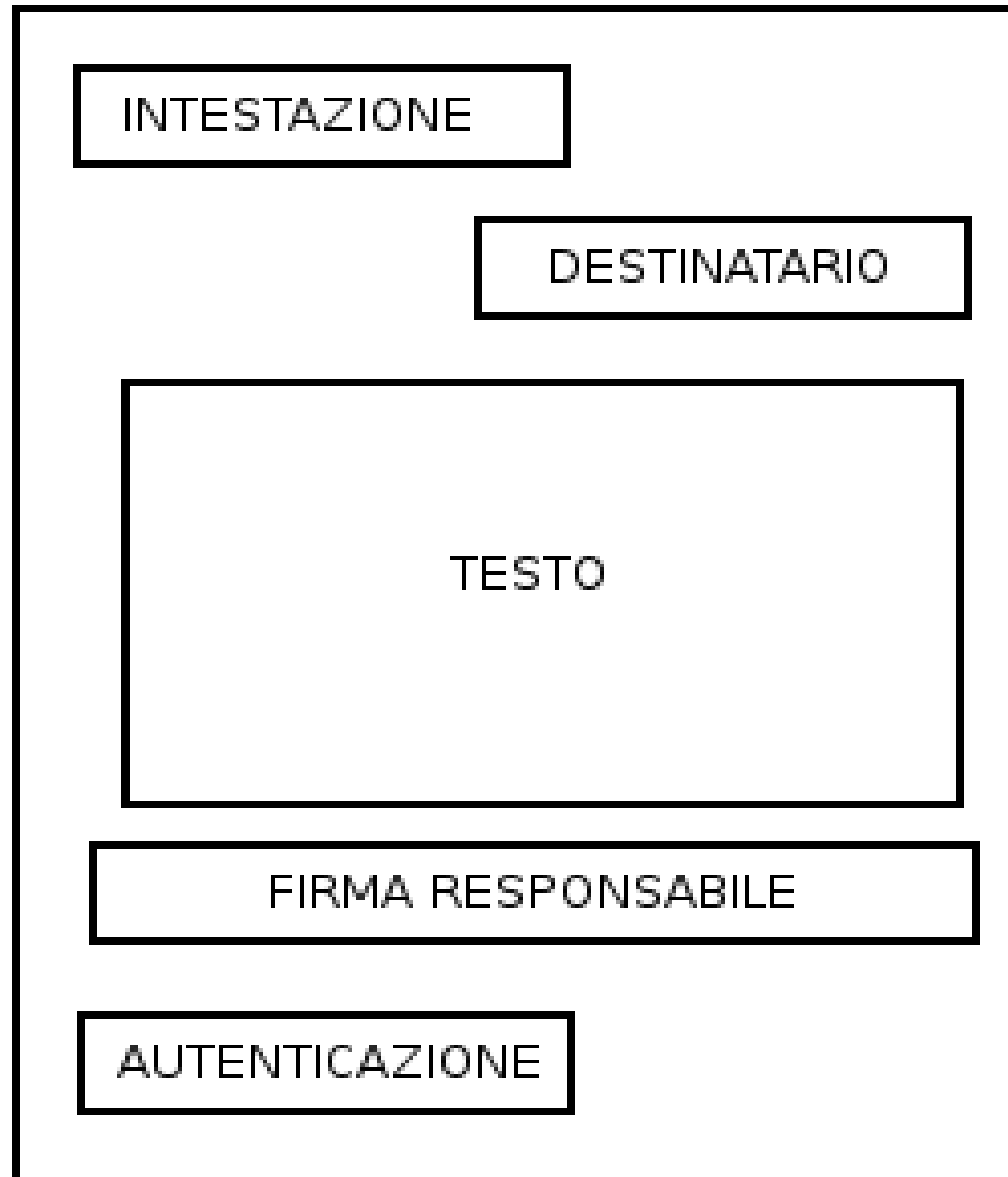 INTESTAZIONE
DESTINATARIO
TESTO
FIRMA RESPONSABILE
AUTENTICAZIONE